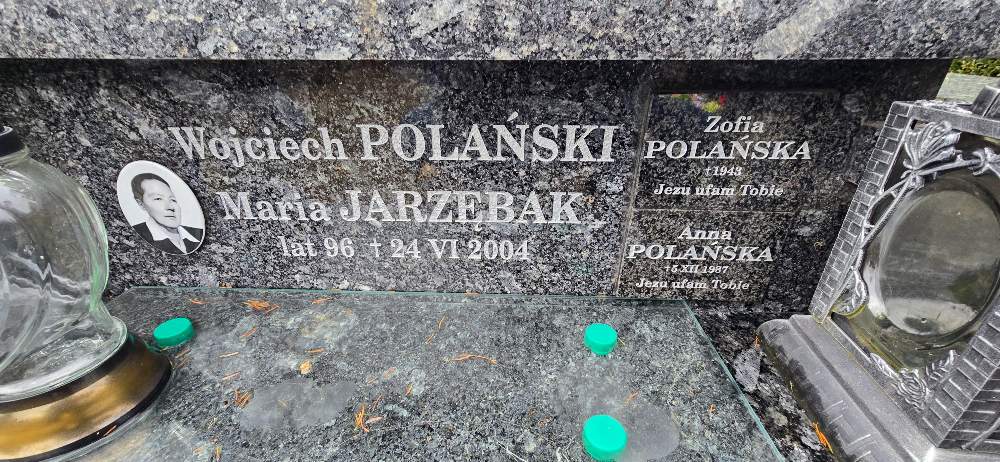 Wojciech POLAŃSKI
Maria JARZĘBAK
lat 96 † 24 VI 2004
Zofia
POLAŃSKA
†1943
Jezu ufam Tobie
Anna
POLAŃSKA
†5 XII 1987
Jezu ufam Tobie